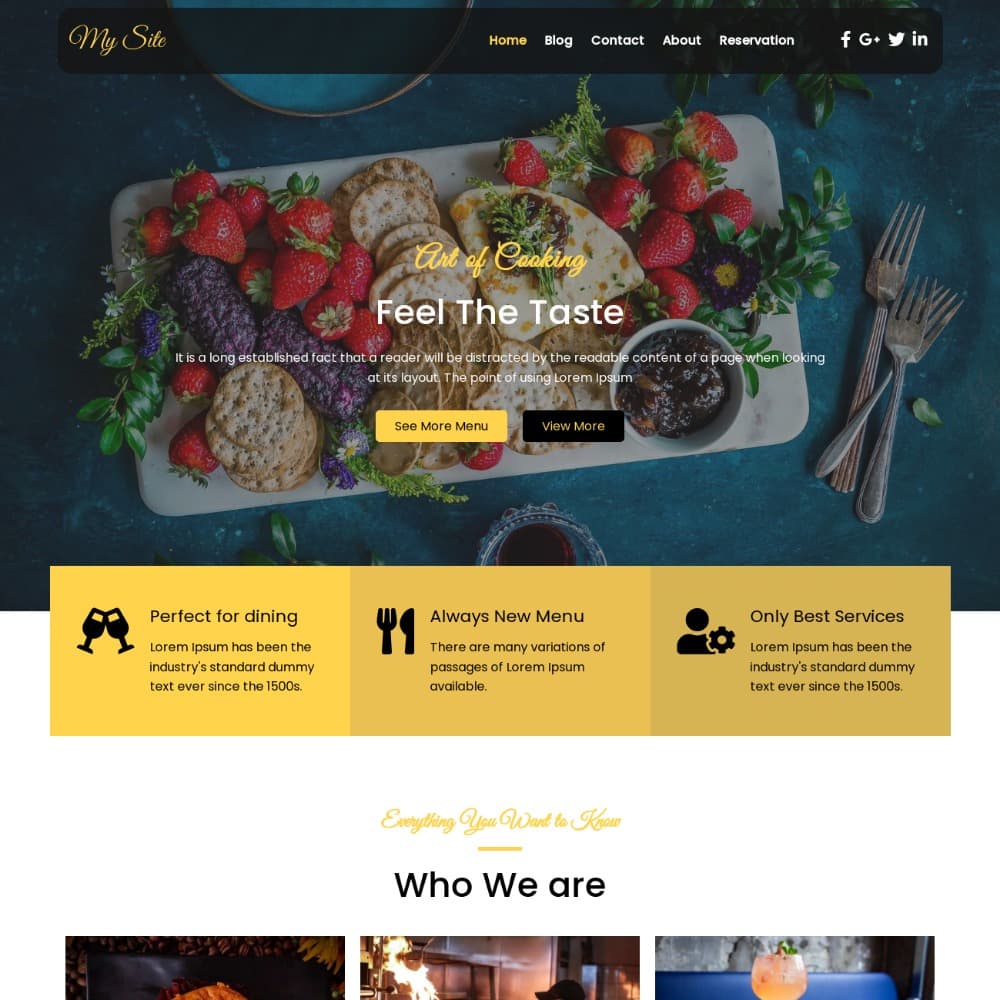 My Site
Home Blog Contact About Reservation
Art of Cooking
Feel The Taste
It is a long established fact that a reader will be distracted by the readable content of a page when looking
at its layout. The point of using Lorem Ipsum
See More Menu View More
Perfect for dining
Lorem Ipsum has been the
industry's standard dummy
text ever since the 1500s.
Always New Menu
There are many variations of
passages of Lorem Ipsum
available.
Only Best Services
Lorem Ipsum has been the
industry's standard dummy
text ever since the 1500s.
Everything You Want to Know
Who We are